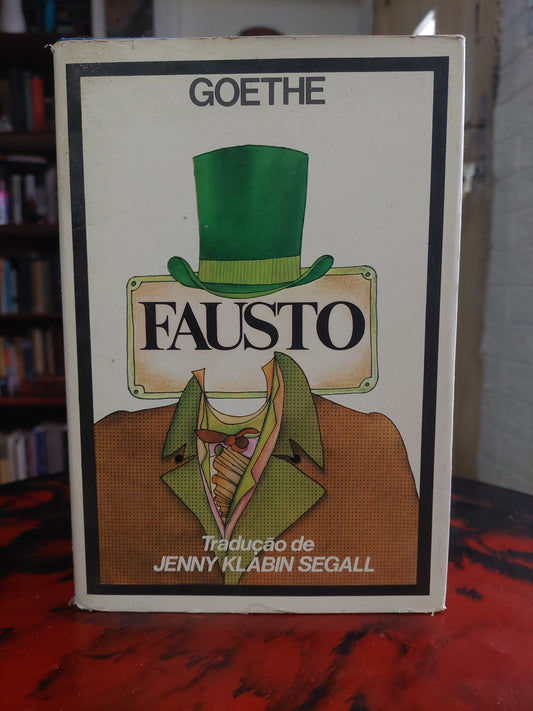 GOETHE
FAUSTO
Tradução de
JENNY KLABIN SEGALL